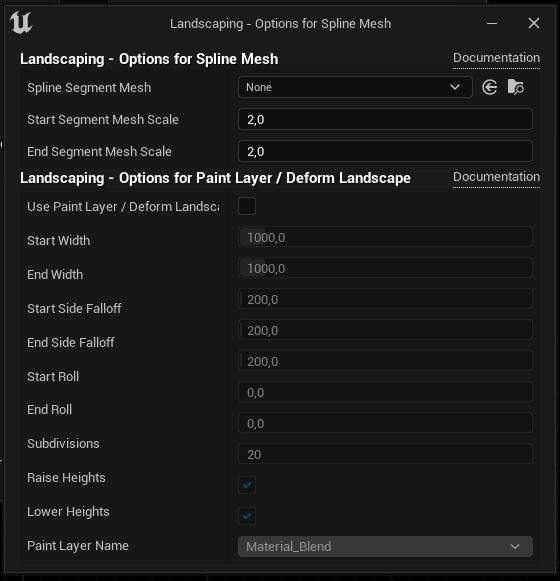 Landscaping - Options for Spline Mesh
Landscaping - Options for Spline Mesh Documentation
Spline Segment Mesh None
Start Segment Mesh Scale 2,0
End Segment Mesh Scale 2,0
Landscaping - Options for Paint Layer / Deform Landscape Documentation
Use Paint Layer / Deform Landsca
Start Width 1000,0
End Width 1000,0
Start Side Falloff 200,0
End Side Falloff 200,0
200,0
Start Roll 0,0
End Roll 0,0
Subdivisions 20
Raise Heights
Lower Heights
Paint Layer Name Material_Blend